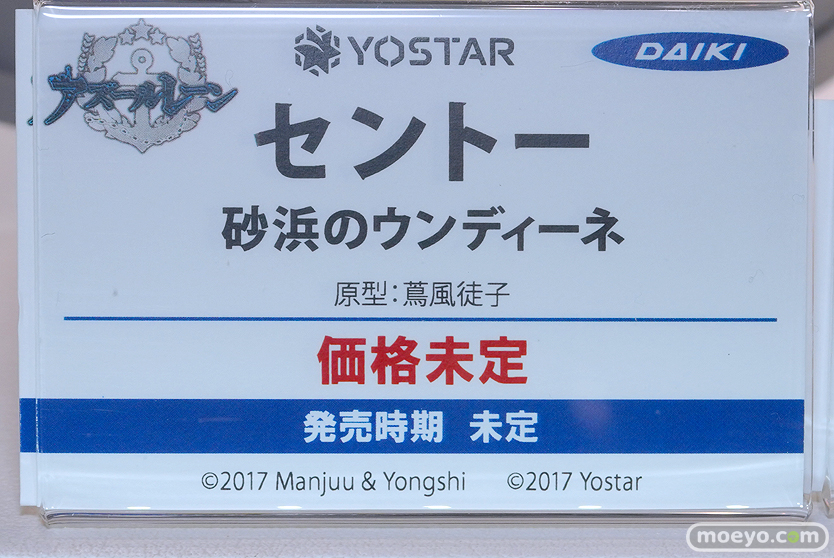 アズールレーン
YOSTAR
DAIKI
セントー
砂浜のウンディーネ
原型：蔦風徒子
価格未定
発売時期 未定
©2017 Manjuu & Yongshi ©2017 Yostar
moeyo.com